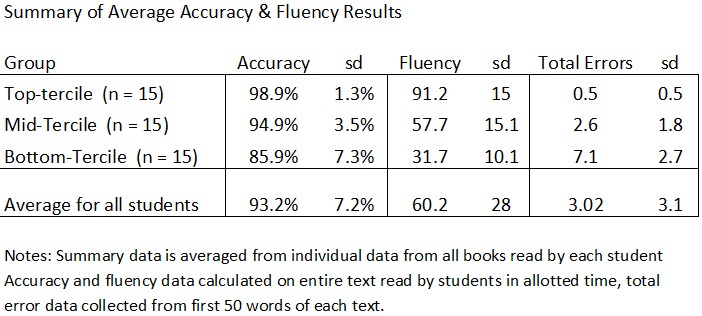 Summary of Average Accuracy & Fluency Results
Group Accuracy sd Fluency sd Total Errors sd
Top-tercile (n = 15) 98.9% 1.3% 91.2 15 0.5 0.5
Mid-Tercile (n = 15) 94.9% 3.5% 57.7 15.1 2.6 1.8
Bottom-Tercile (n = 15) 85.9% 7.3% 31.7 10.1 7.1 2.7
Average for all students 93.2% 7.2% 60.2 28 3.02 3.1
Notes: Summary data is averaged from individual data from all books read by each student
Accuracy and fluency data calculated on entire text read by students in allotted time, total
error data collected from first 50 words of each text.